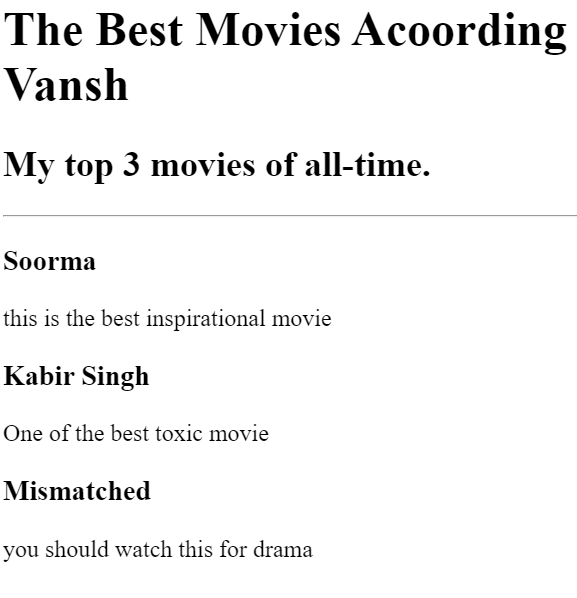 The Best Movies Acoording
Vansh
My top 3 movies of all-time.
Soorma
this is the best inspirational movie
Kabir Singh
One of the best toxic movie
Mismatched
you should watch this for drama